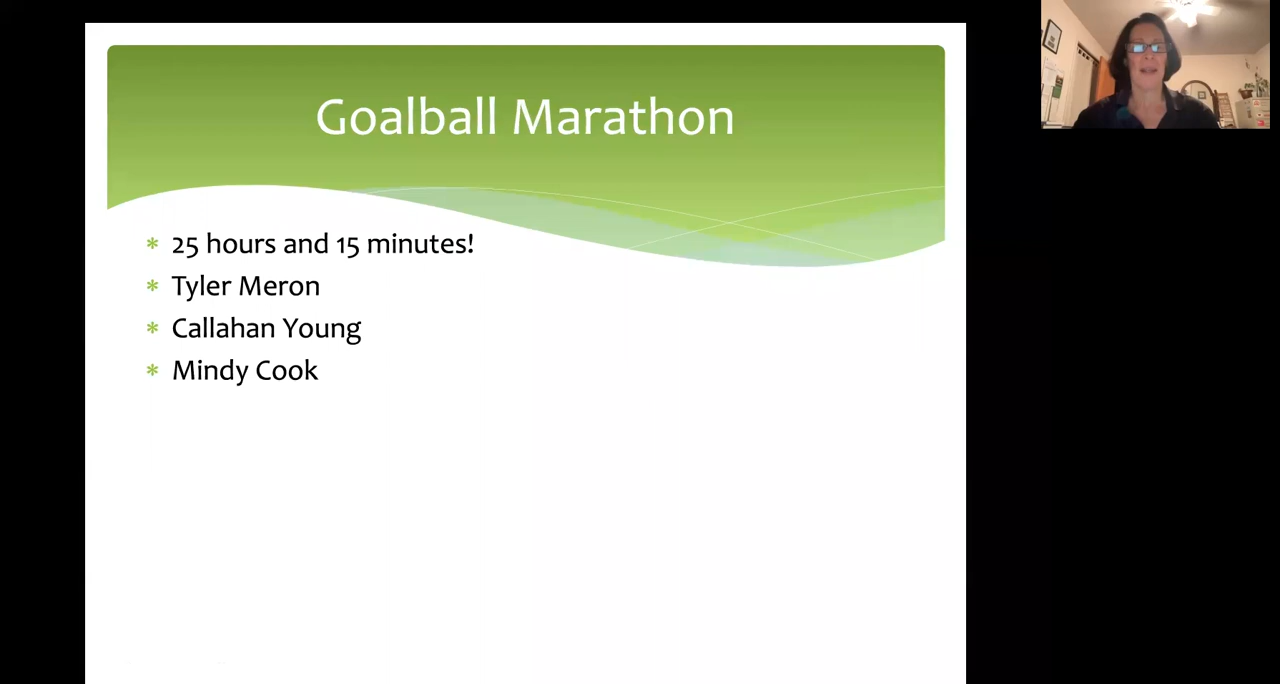 Goalball Marathon
* 25 hours and 15 minutes!
* Tyler Meron
* Callahan Young
* Mindy Cook